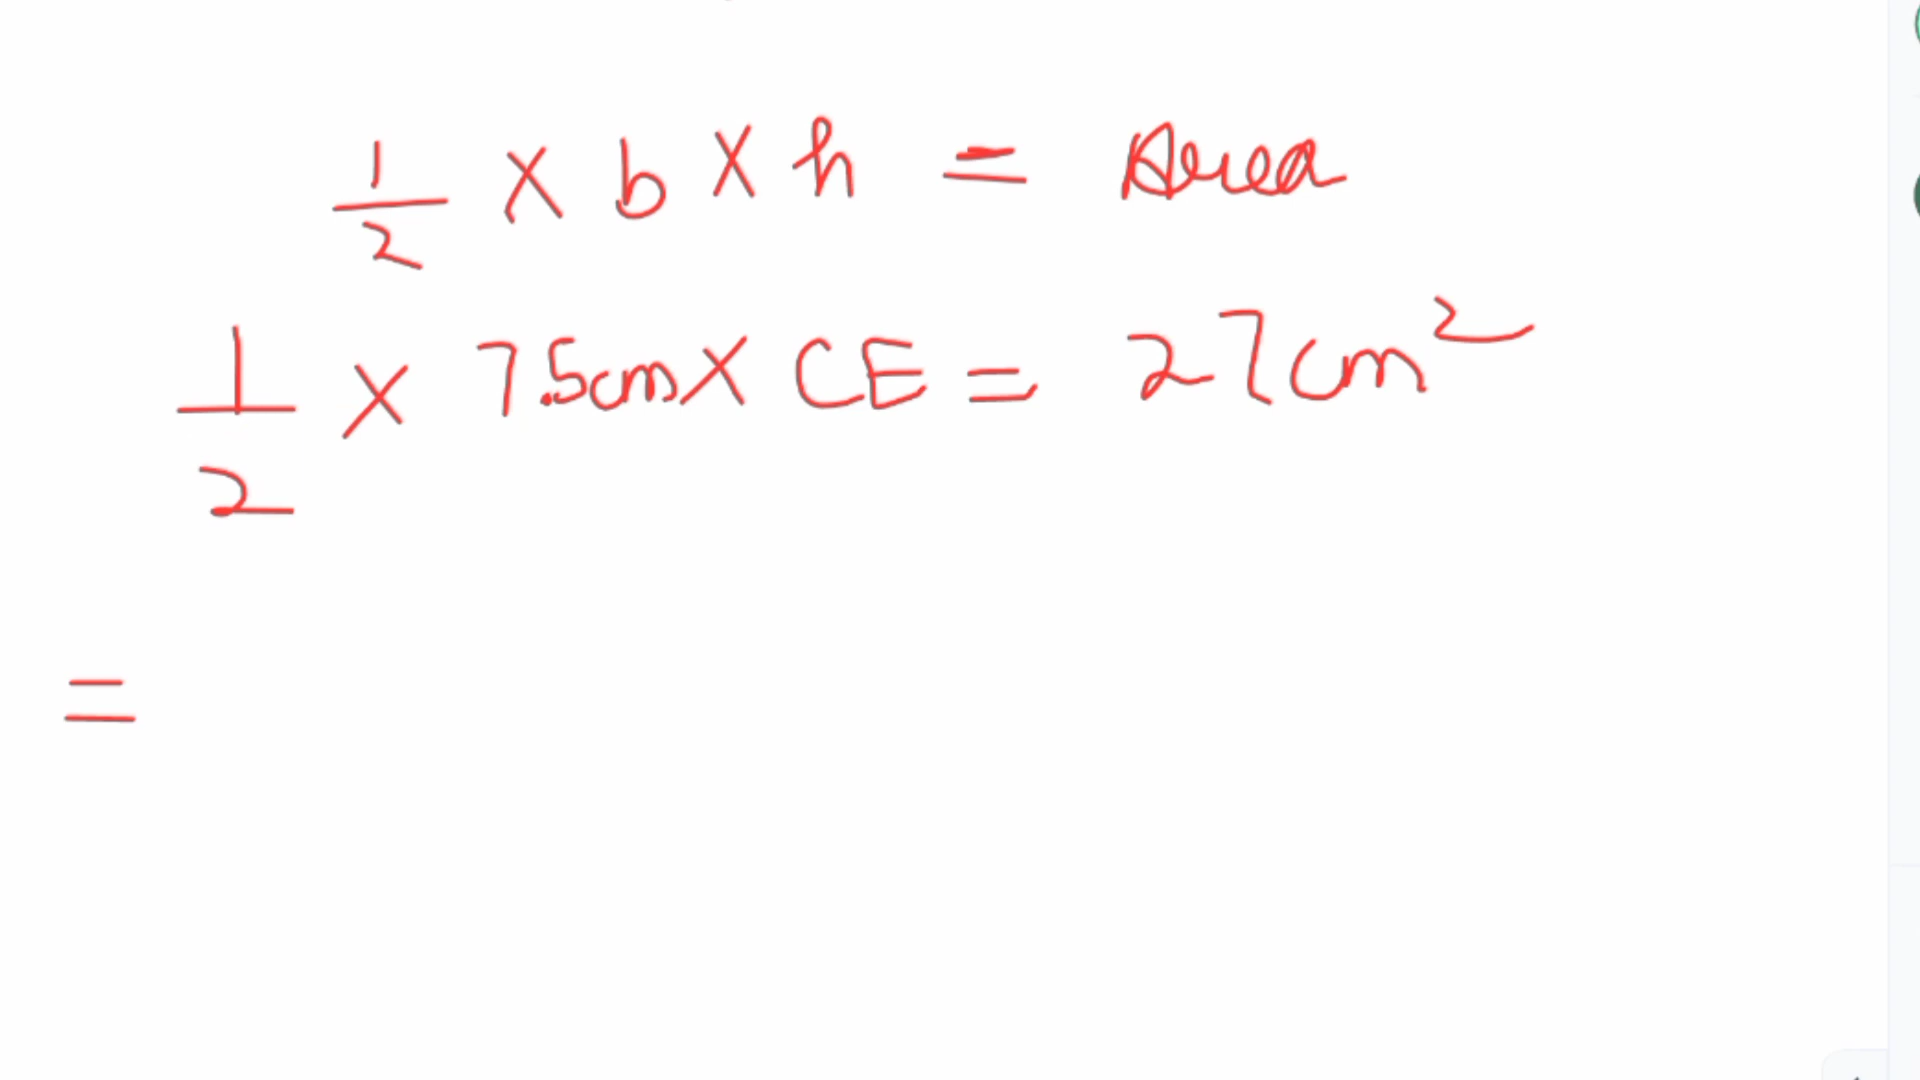 1/2 × b × h = Area
1/2 × 7.5cm × CE = 27cm²
=